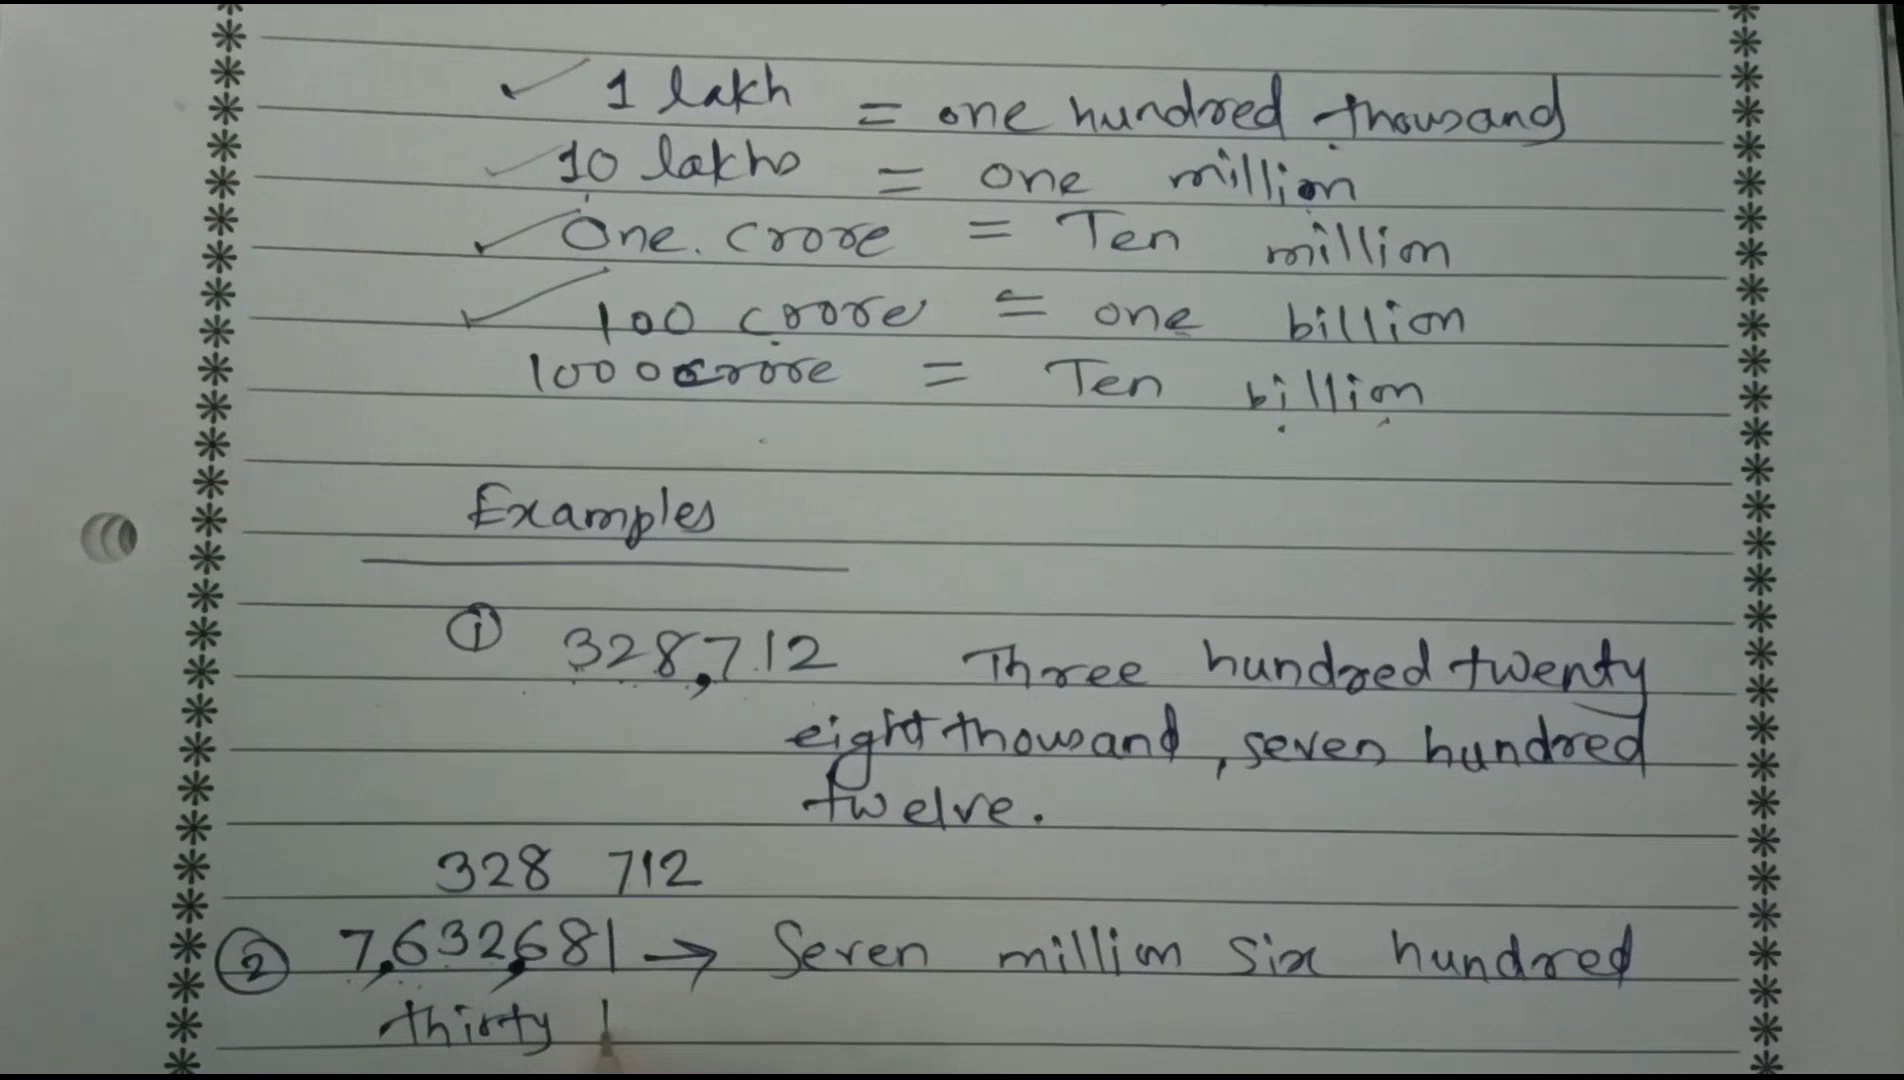 1 lakh = one hundred thousand
10 lakhs = one million
One crore = Ten million
100 crore = one billion
1000 crore = Ten billion
Examples
① 328,712 Three hundred twenty
eight thousand, seven hundred
twelve.
328 712
② 7,632,681 → Seven million six hundred
thirty